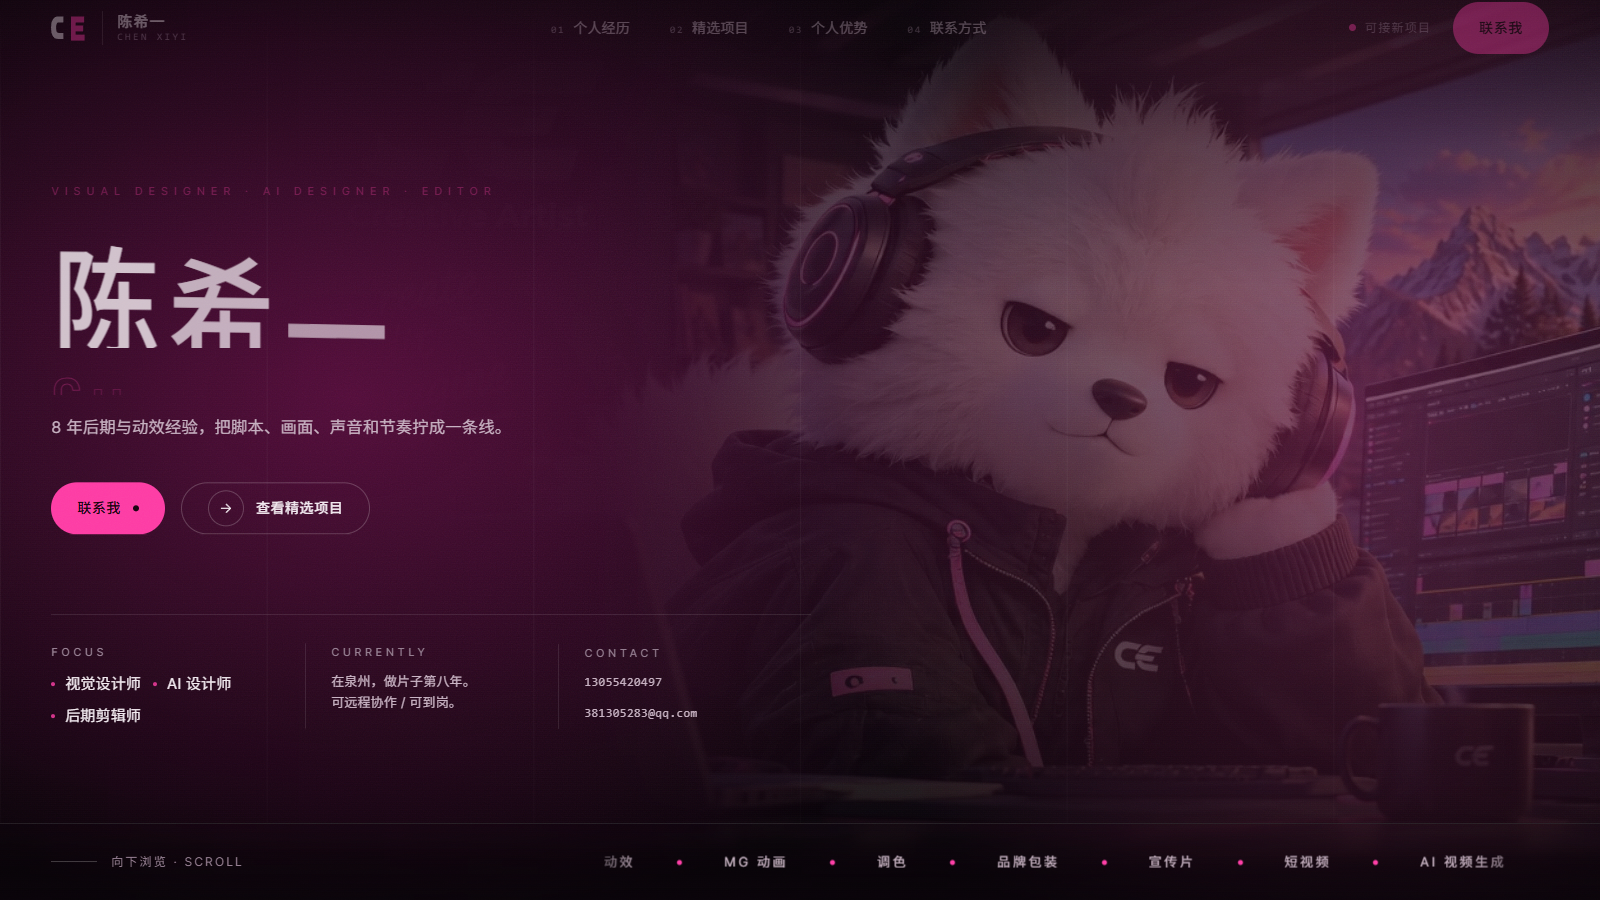 CE
陈希一
CHEN XIYI
01 个人经历
02 精选项目
03 个人优势
04 联系方式
可接新项目
联系我
VISUAL DESIGNER · AI DESIGNER · EDITOR
陈希一
8 年后期与动效经验，把脚本、画面、声音和节奏拧成一条线。
联系我
查看精选项目
FOCUS
视觉设计师
AI 设计师
后期剪辑师
CURRENTLY
在泉州，做片子第八年。
可远程协作 / 可到岗。
CONTACT
13055420497
381305283@qq.com
CE
CE
向下浏览 · SCROLL
动效 • MG 动画 • 调色 • 品牌包装 • 宣传片 • 短视频 • AI 视频生成